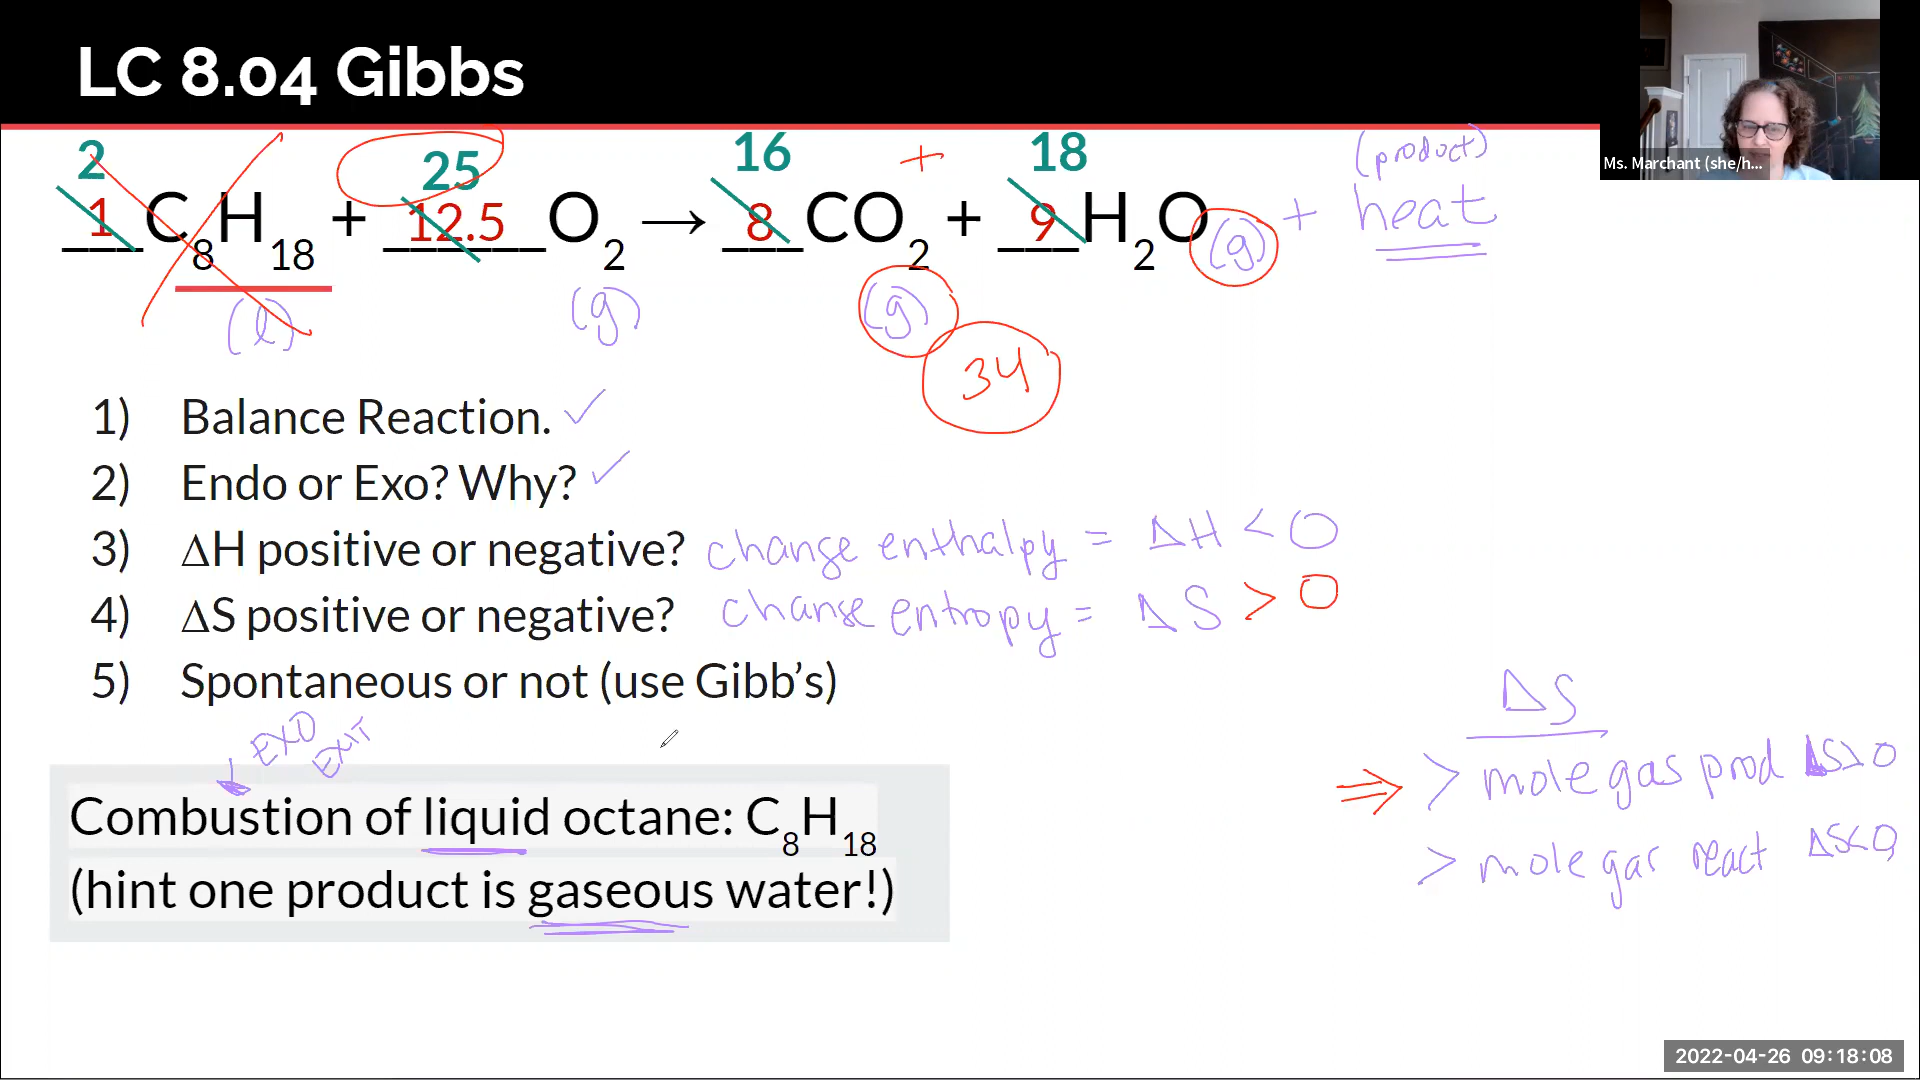 LC 8.04 Gibbs
Ms. Marchant (she/h...
2 25 16 + 18 (product)
1 C8H18 + 12.5 O2 → 8 CO2 + 9 H2O (g) + heat
(l) (g) (g)
34
1) Balance Reaction. ✓
2) Endo or Exo? Why? ✓
3) ΔH positive or negative? change enthalpy = ΔH < 0
4) ΔS positive or negative? change entropy = ΔS > 0
5) Spontaneous or not (use Gibb's)
EXO
EXIT
ΔS
⇒ > mole gas prod ΔS>0
> mole gas react ΔS<0
Combustion of liquid octane: C8H18
(hint one product is gaseous water!)
2022-04-26 09:18:08